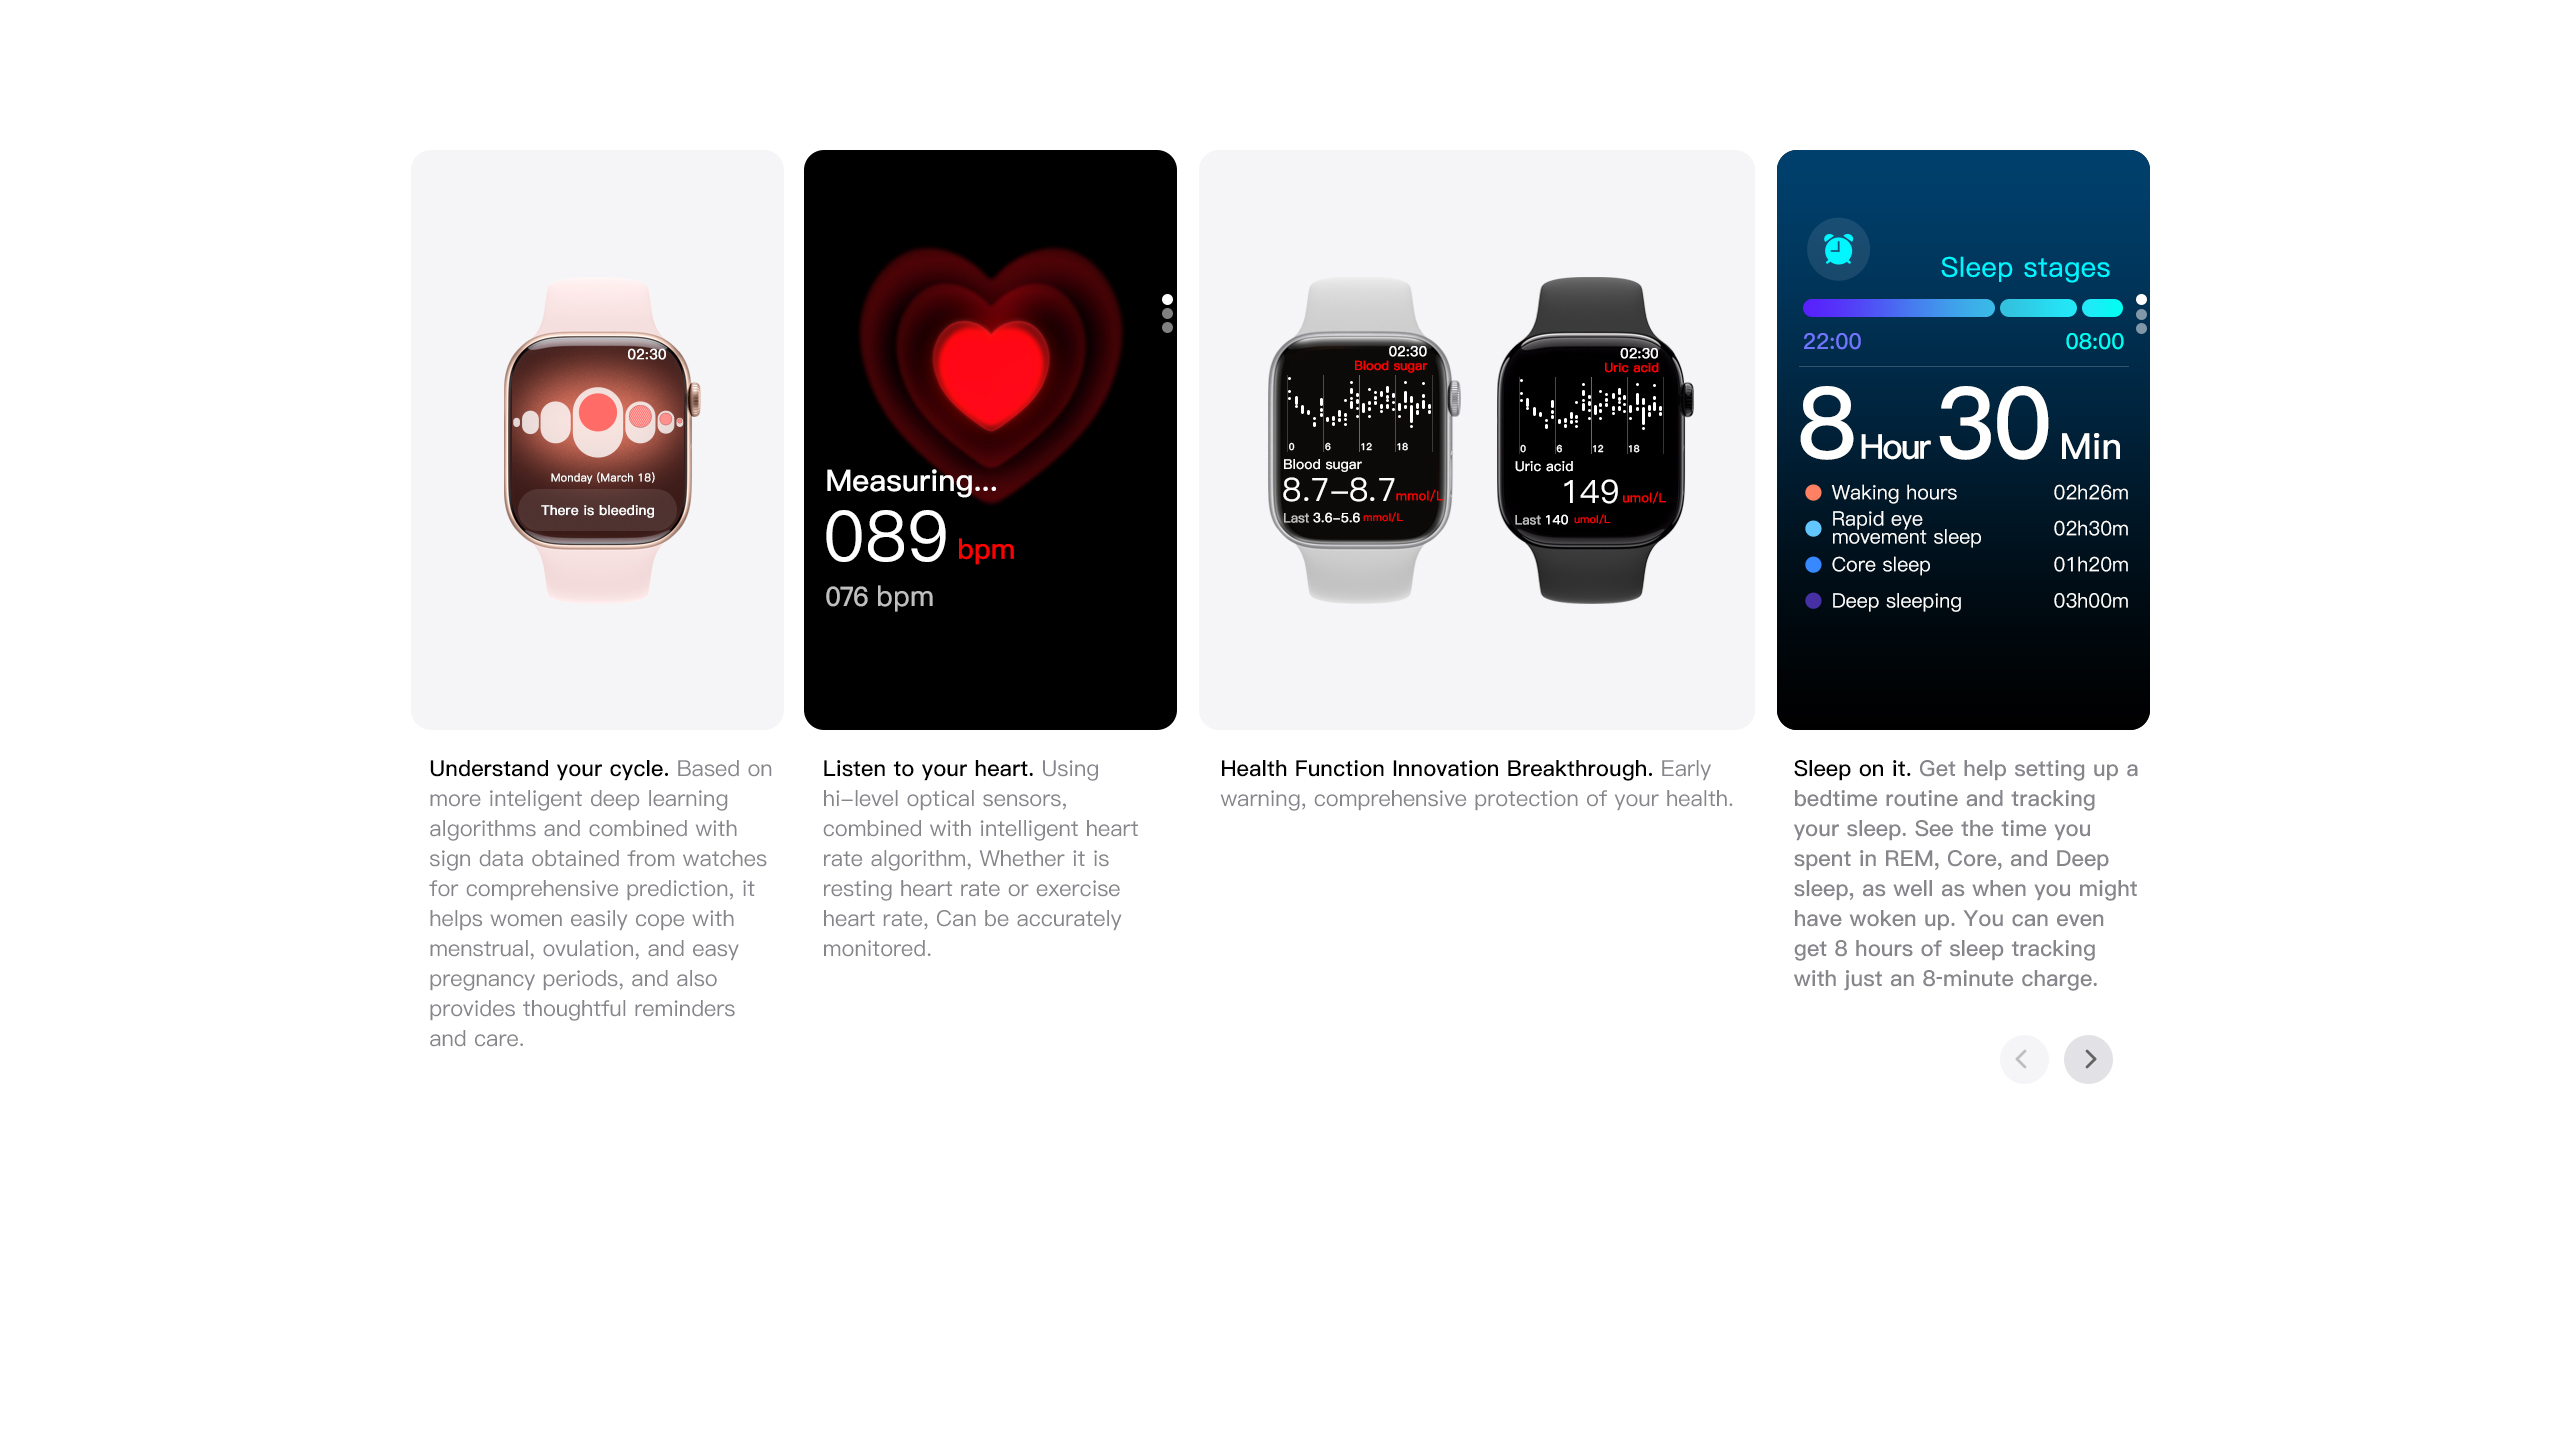 02:30
Monday (March 18)
There is bleeding
Understand your cycle. Based on
more inteligent deep learning
algorithms and combined with
sign data obtained from watches
for comprehensive prediction, it
helps women easily cope with
menstrual, ovulation, and easy
pregnancy periods, and also
provides thoughtful reminders
and care.
Measuring...
089 bpm
076 bpm
Listen to your heart. Using
hi-level optical sensors,
combined with intelligent heart
rate algorithm, Whether it is
resting heart rate or exercise
heart rate, Can be accurately
monitored.
02:30
Blood sugar
0 6 12 18
Blood sugar
8.7-8.7 mmol/L
Last 3.6-5.6 mmol/L
02:30
Uric acid
0 6 12 18
Uric acid
149 umol/L
Last 140 umol/L
Health Function Innovation Breakthrough. Early
warning, comprehensive protection of your health.
Sleep stages
22:00 08:00
8 Hour 30 Min
Waking hours 02h26m
Rapid eye
movement sleep 02h30m
Core sleep 01h20m
Deep sleeping 03h00m
Sleep on it. Get help setting up a
bedtime routine and tracking
your sleep. See the time you
spent in REM, Core, and Deep
sleep, as well as when you might
have woken up. You can even
get 8 hours of sleep tracking
with just an 8-minute charge.